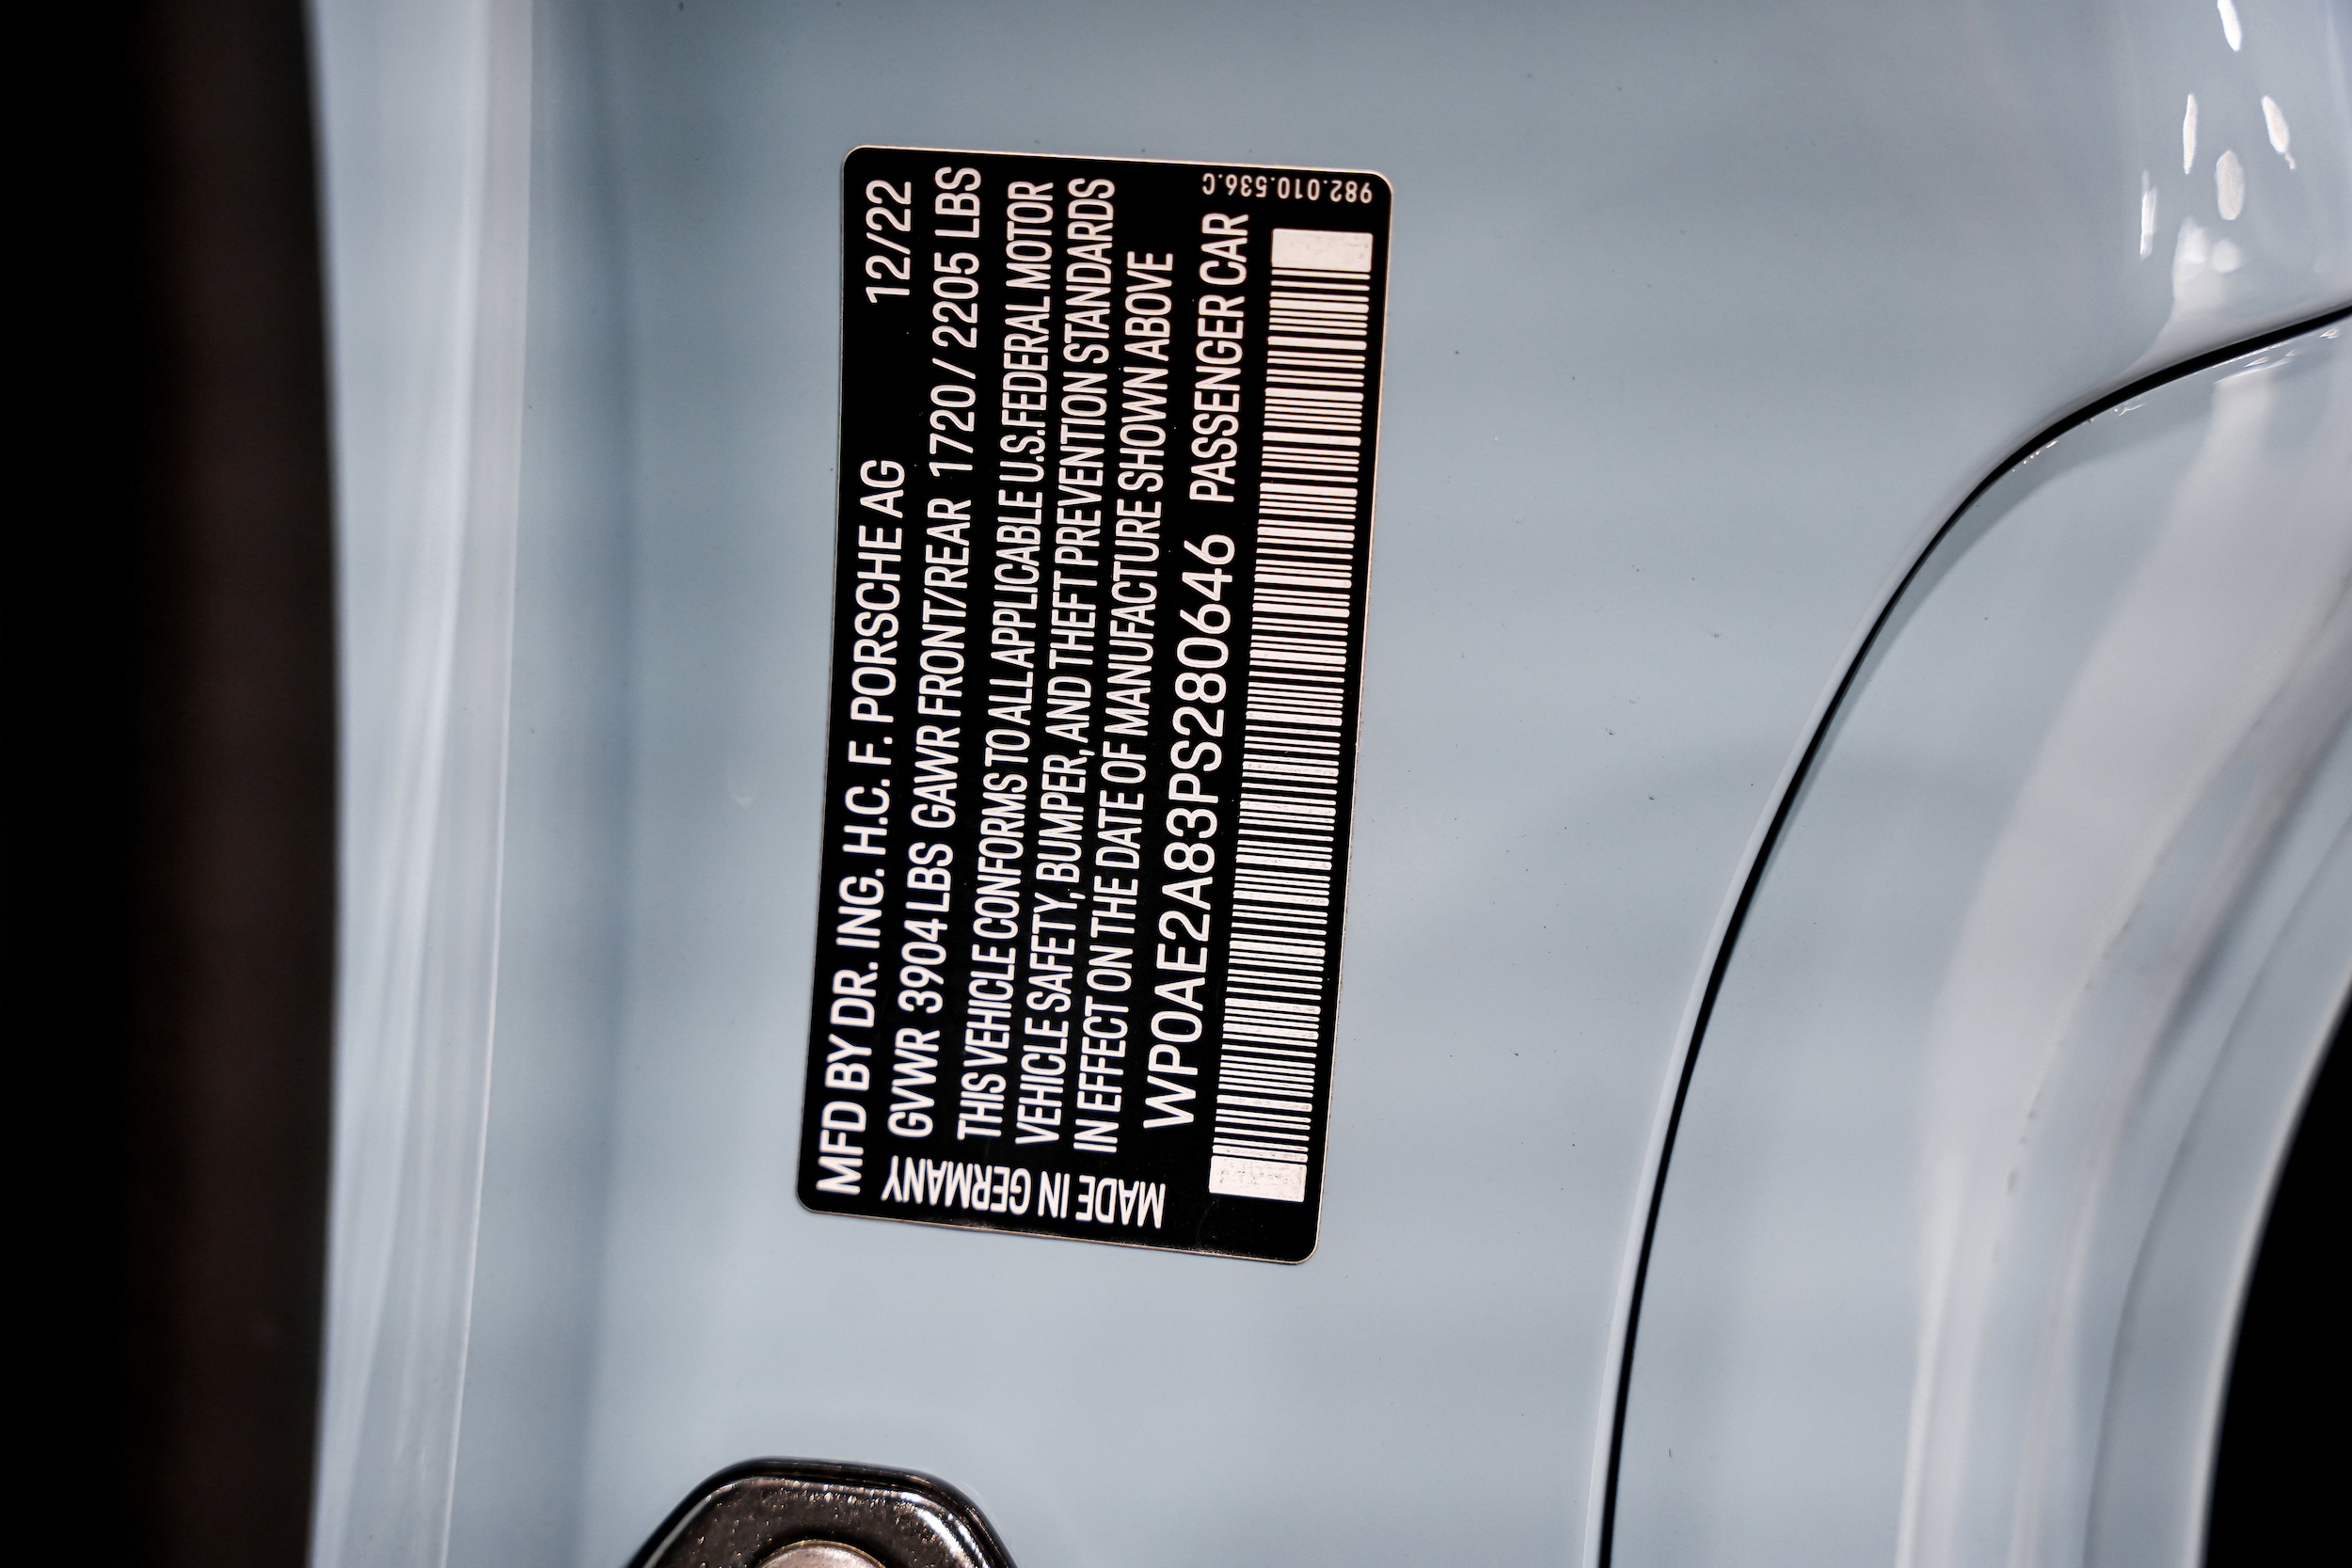 MFD BY DR. ING. H.C. F. PORSCHE AG 12/22
GVWR 3904 LBS GAWR FRONT/REAR 1720 / 2205 LBS
THIS VEHICLE CONFORMS TO ALL APPLICABLE U.S.FEDERAL MOTOR
VEHICLE SAFETY, BUMPER, AND THEFT PREVENTION STANDARDS
IN EFFECT ON THE DATE OF MANUFACTURE SHOWN ABOVE
WP0AE2A83PS280646 PASSENGER CAR
MADE IN GERMANY
982.010.536.C